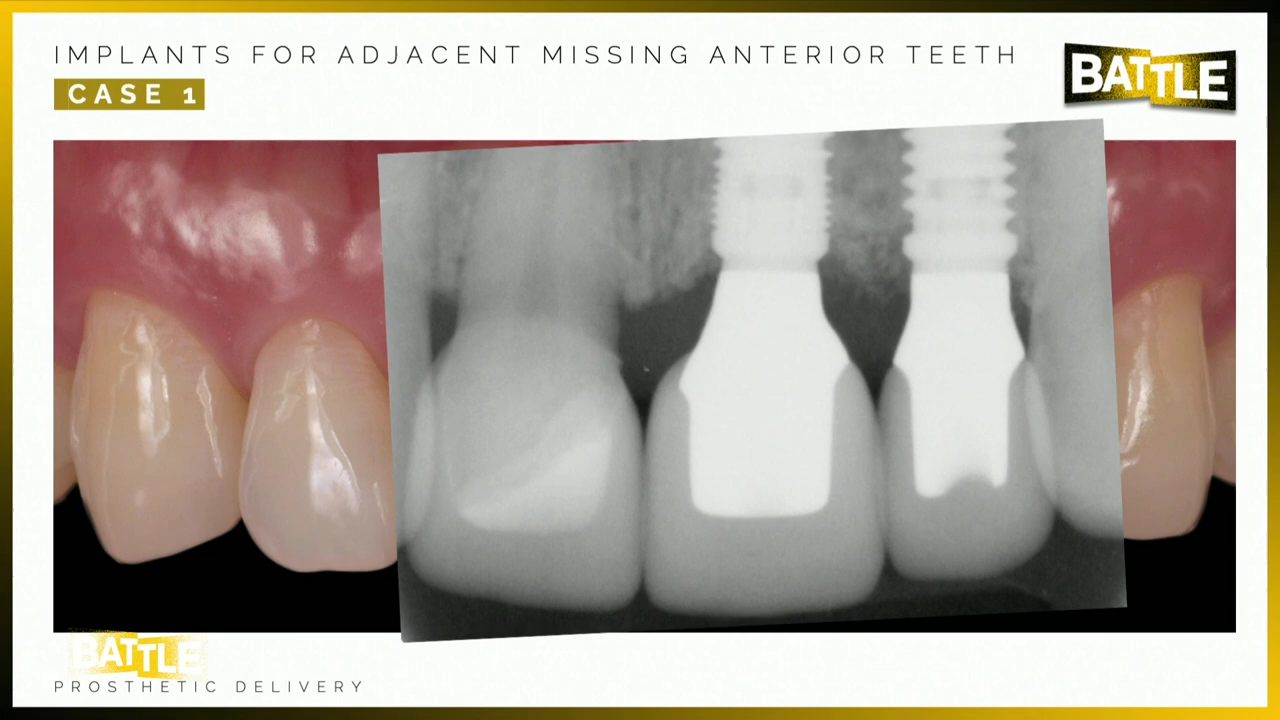 IMPLANTS FOR ADJACENT MISSING ANTERIOR TEETH
CASE 1
BATTLE
BATTLE
PROSTHETIC DELIVERY